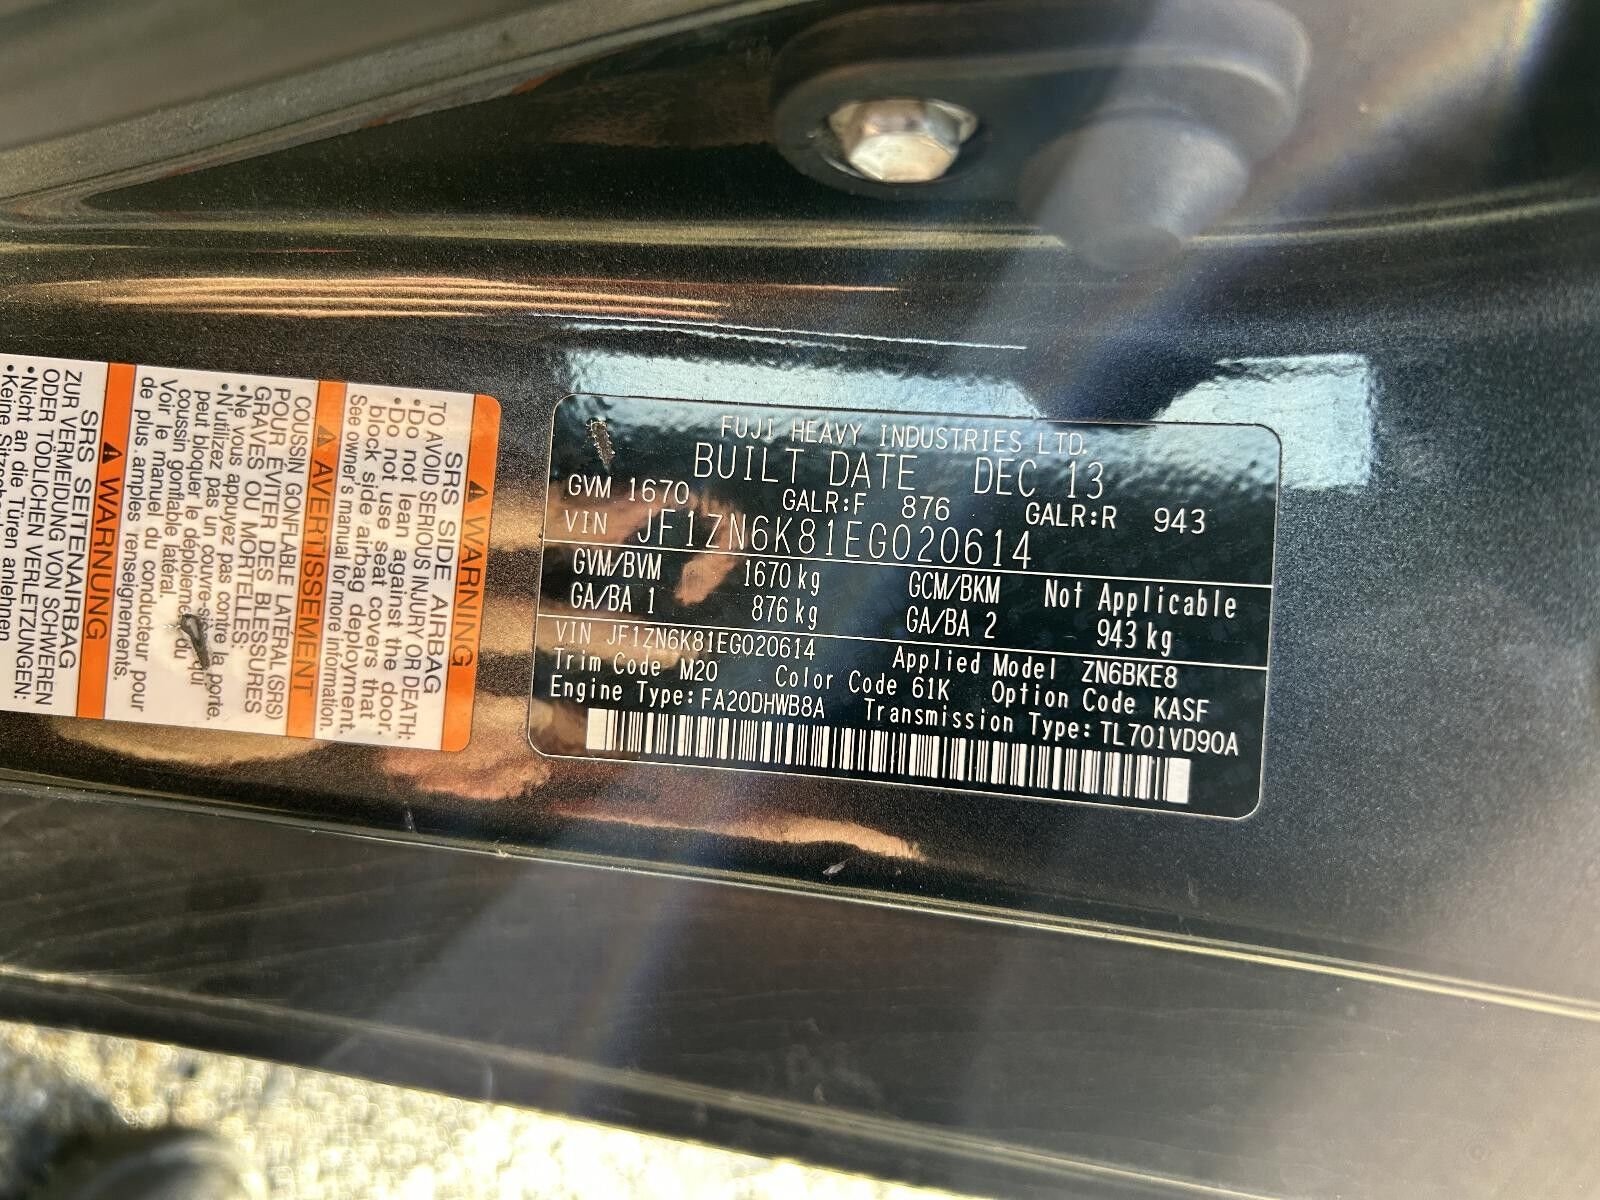 FUJI HEAVY INDUSTRIES LTD.
BUILT DATE DEC 13
GVM 1670 GALR:F 876 GALR:R 943
VIN JF1ZN6K81EG020614
GVM/BVM 1670 kg GCM/BKM Not Applicable
GA/BA 1 876 kg GA/BA 2 943 kg
VIN JF1ZN6K81EG020614 Applied Model ZN6BKE8
Trim Code M20 Color Code 61K Option Code KASF
Engine Type: FA20DHWB8A Transmission Type: TL701VD90A
WARNING
SRS SIDE AIRBAG
TO AVOID SERIOUS INJURY OR DEATH:
•Do not lean against the door.
•Do not use seat covers that
block side airbag deployment.
See owner's manual for more information.
AVERTISSEMENT
COUSSIN GONFLABLE LATÉRAL (SRS)
POUR ÉVITER DES BLESSURES
GRAVES OU MORTELLES:
•Ne vous appuyez pas contre la porte.
•N'utilisez pas un couvre-siège qui
peut bloquer le déploiement du
coussin gonflable latéral.
Voir le manuel du conducteur pour
de plus amples renseignements.
WARNUNG
SRS SEITENAIRBAG
ZUR VERMEIDUNG VON SCHWEREN
ODER TÖDLICHEN VERLETZUNGEN:
•Nicht an die Türen anlehnen
•Keine